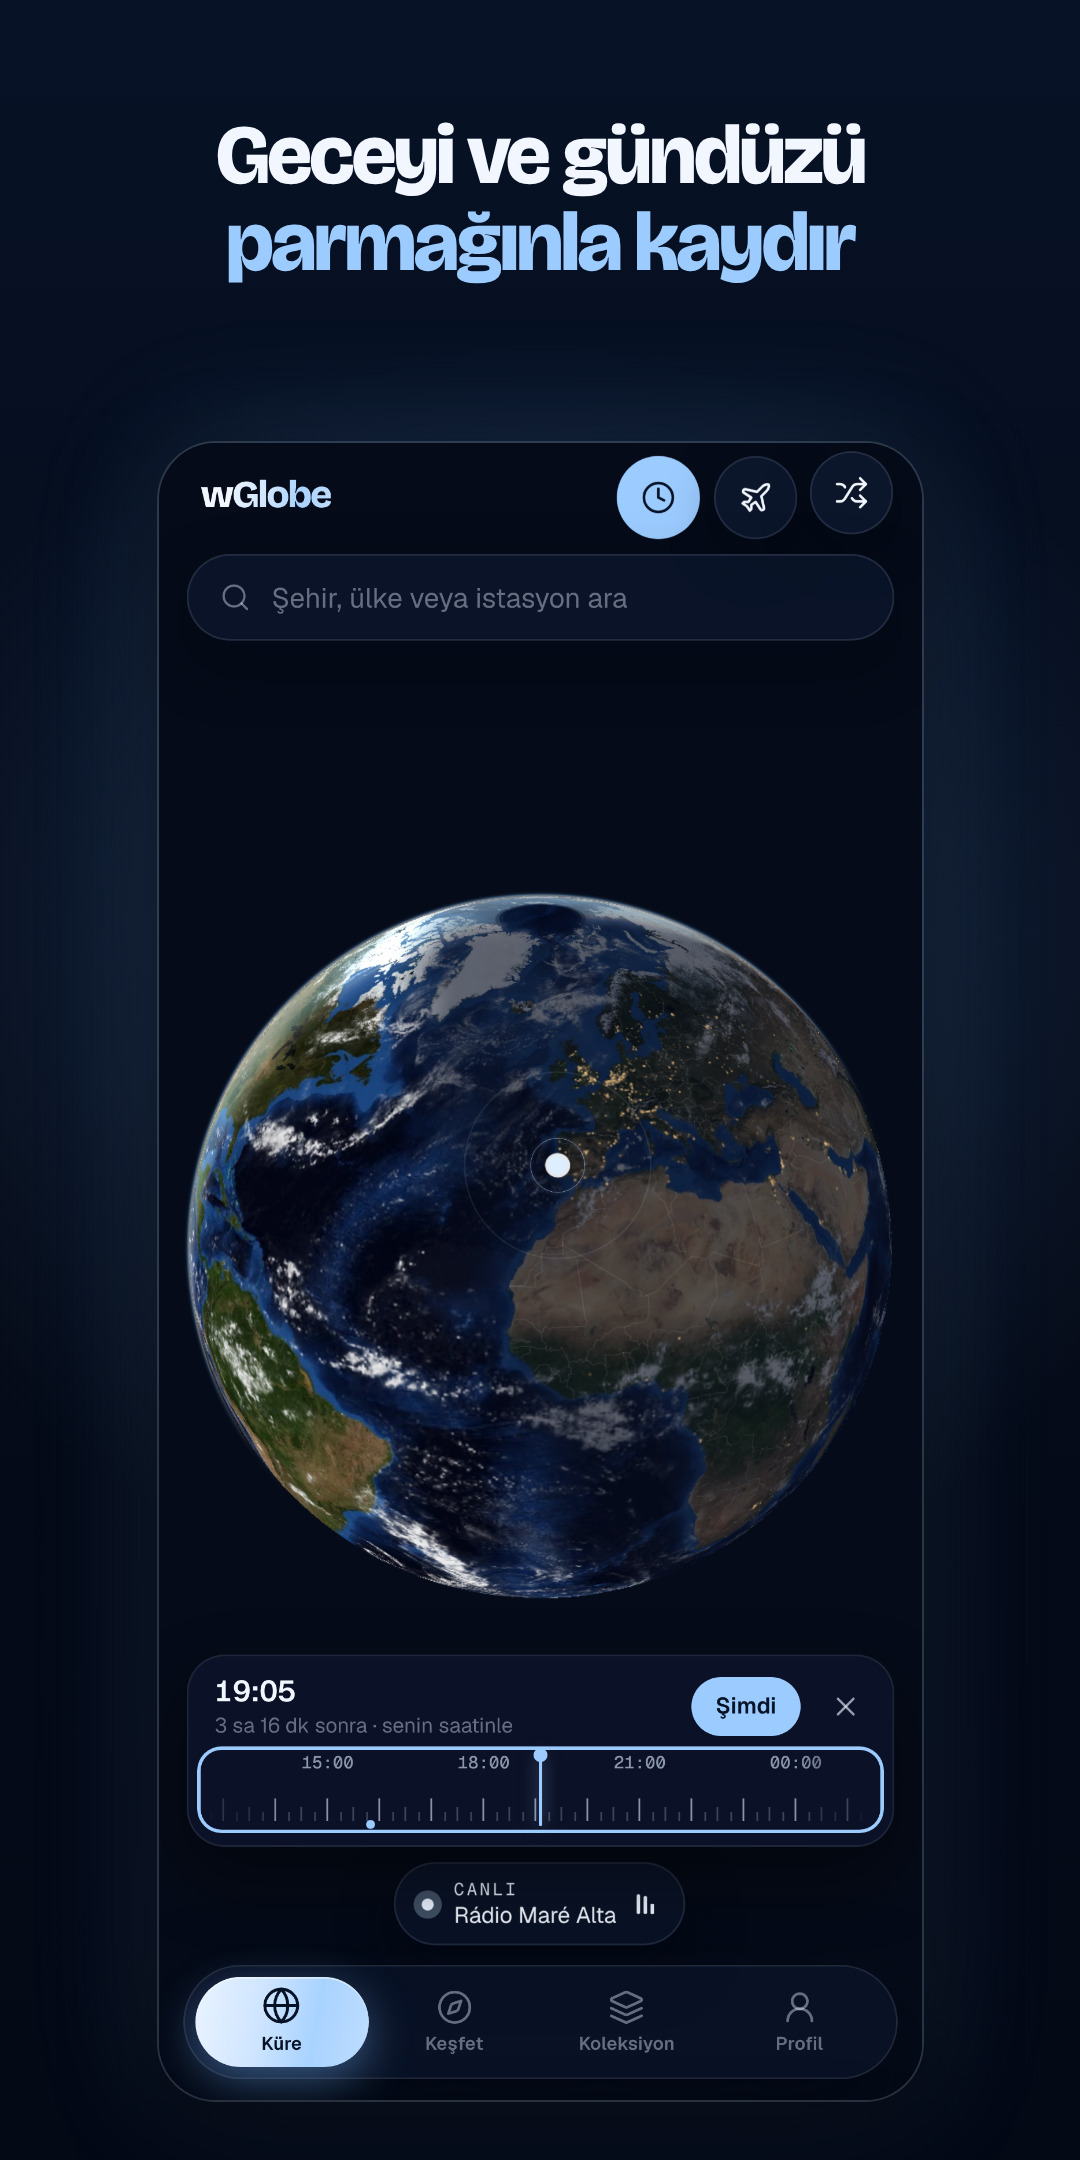 Geceyi ve gündüzü
parmağınla kaydır
wGlobe
Şehir, ülke veya istasyon ara
19:05
3 sa 16 dk sonra · senin saatinle
Şimdi
15:00 18:00 21:00 00:00
CANLI
Rádio Maré Alta
Küre Keşfet Koleksiyon Profil